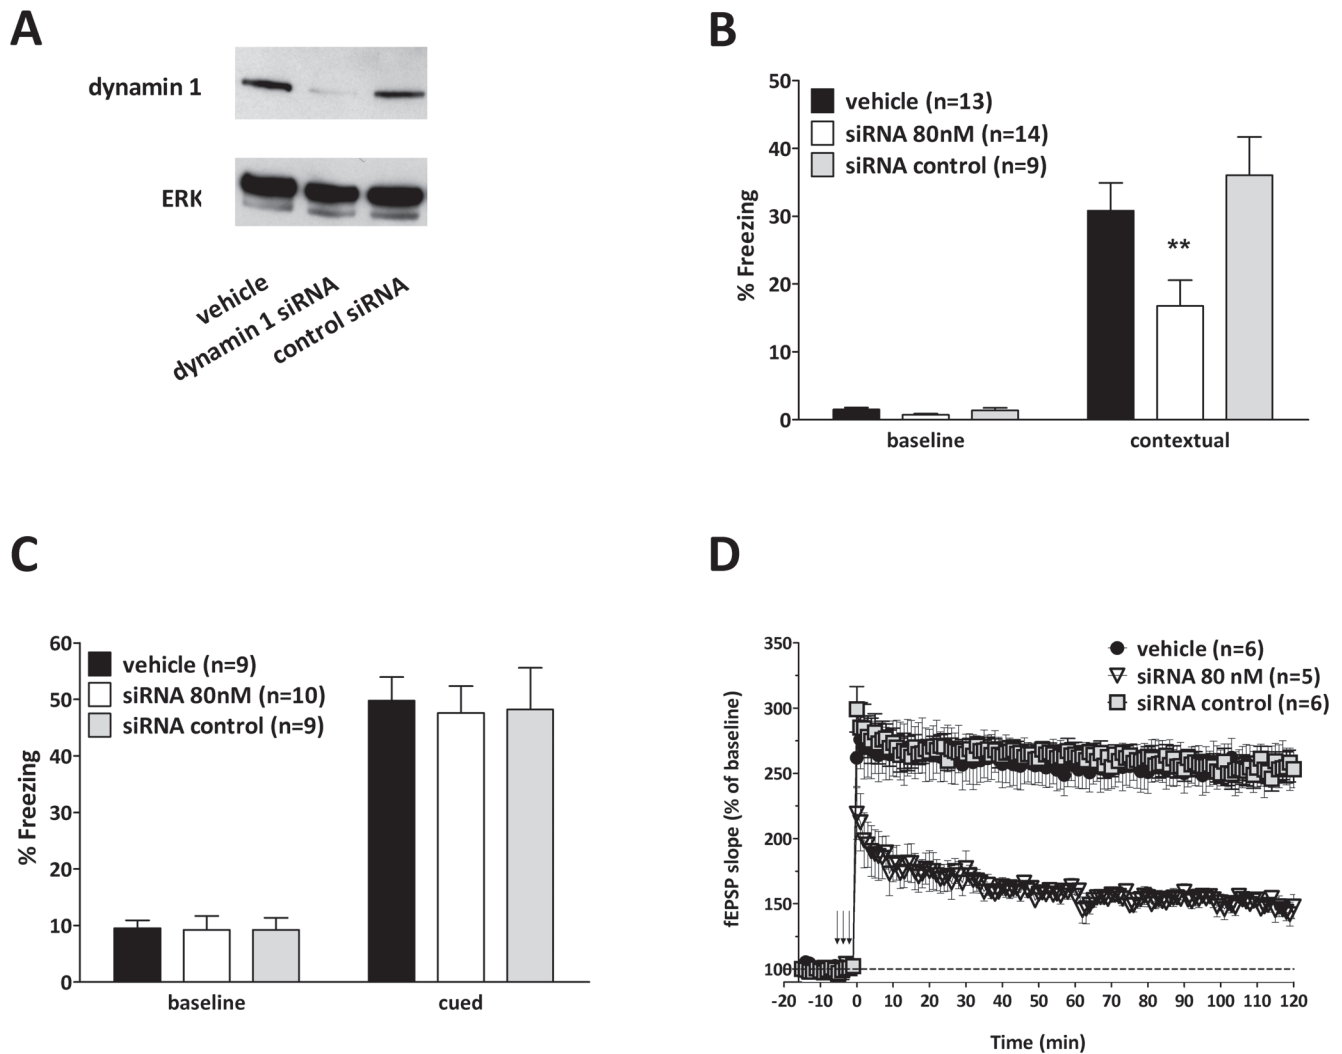 A
dynamin 1
ERK
vehicle
dynamin 1 siRNA
control siRNA
B
50
40
30
20
10
0
% Freezing
vehicle (n=13)
siRNA 80nM (n=14)
siRNA control (n=9)
**
baseline
contextual
C
60
50
40
30
20
10
0
% Freezing
vehicle (n=9)
siRNA 80nM (n=10)
siRNA control (n=9)
baseline
cued
D
350
300
250
200
150
100
fEPSP slope (% of baseline)
vehicle (n=6)
siRNA 80 nM (n=5)
siRNA control (n=6)
-20 -10 0 10 20 30 40 50 60 70 80 90 100 110 120
Time (min)